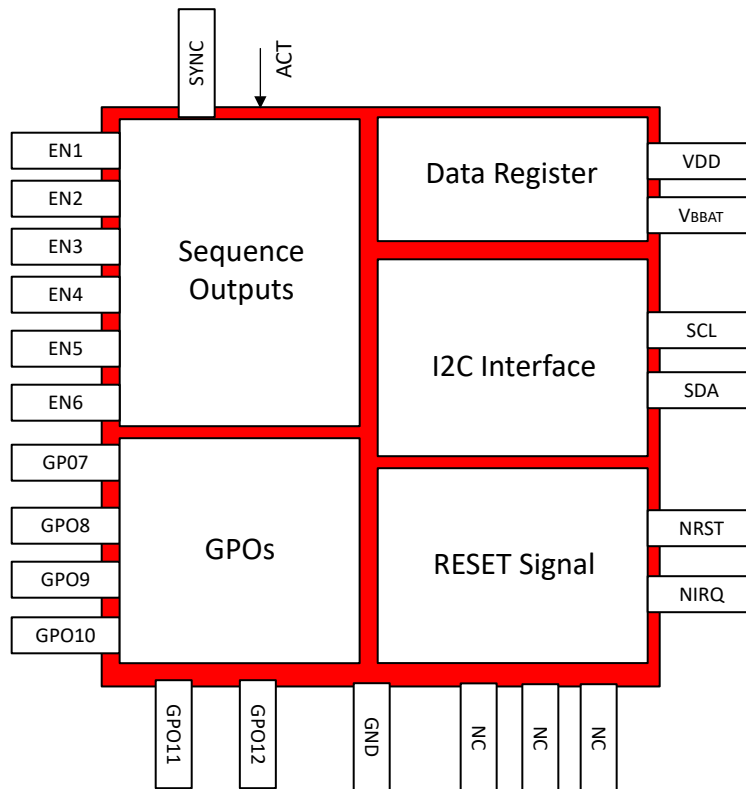 SYNC
ACT
EN1
EN2
EN3
EN4
EN5
EN6
GP07
GPO8
GPO9
GPO10
Sequence
Outputs
GPOs
Data Register
I2C Interface
RESET Signal
VDD
VBBAT
SCL
SDA
NRST
NIRQ
GPO11
GPO12
GND
NC
NC
NC